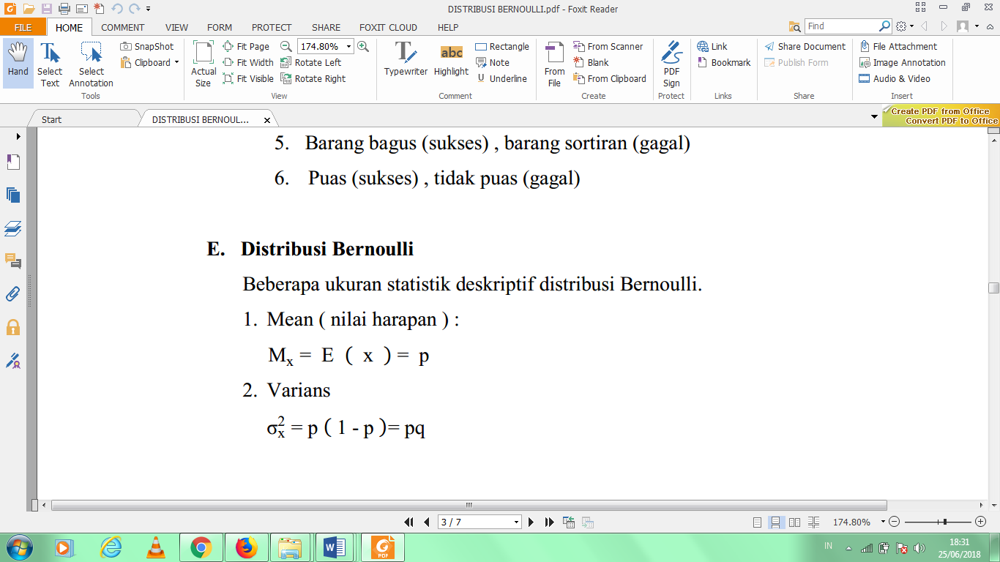 DISTRIBUSI BERNOULLI.pdf - Foxit Reader
FILE HOME COMMENT VIEW FORM PROTECT SHARE FOXIT CLOUD HELP
Find
Hand
Select Text
Select Annotation
SnapShot
Clipboard
Tools
Actual Size
Fit Page
Fit Width
Fit Visible
174.80%
Rotate Left
Rotate Right
View
Typewriter
abc
Highlight
Rectangle
Note
U Underline
Comment
From File
From Scanner
Blank
From Clipboard
Create
PDF Sign
Protect
Link
Bookmark
Links
Share Document
Publish Form
Share
File Attachment
Image Annotation
Audio & Video
Insert
Start
DISTRIBUSI BERNOUL... x
Create PDF from Office
Convert PDF to Office
5. Barang bagus (sukses) , barang sortiran (gagal)
6. Puas (sukses) , tidak puas (gagal)
E. Distribusi Bernoulli
Beberapa ukuran statistik deskriptif distribusi Bernoulli.
1. Mean ( nilai harapan ) :
Mₓ = E ( x ) = p
2. Varians
σₓ² = p ( 1 - p )= pq
3 / 7
174.80%
PDF
IN
18:31
25/06/2018